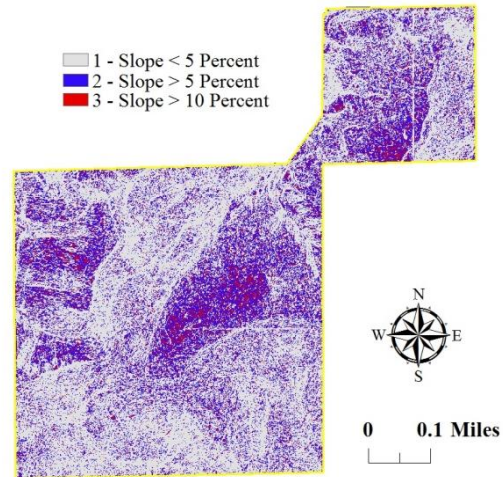 1 - Slope < 5 Percent
2 - Slope > 5 Percent
3 - Slope > 10 Percent
N
W E
S
0 0.1 Miles